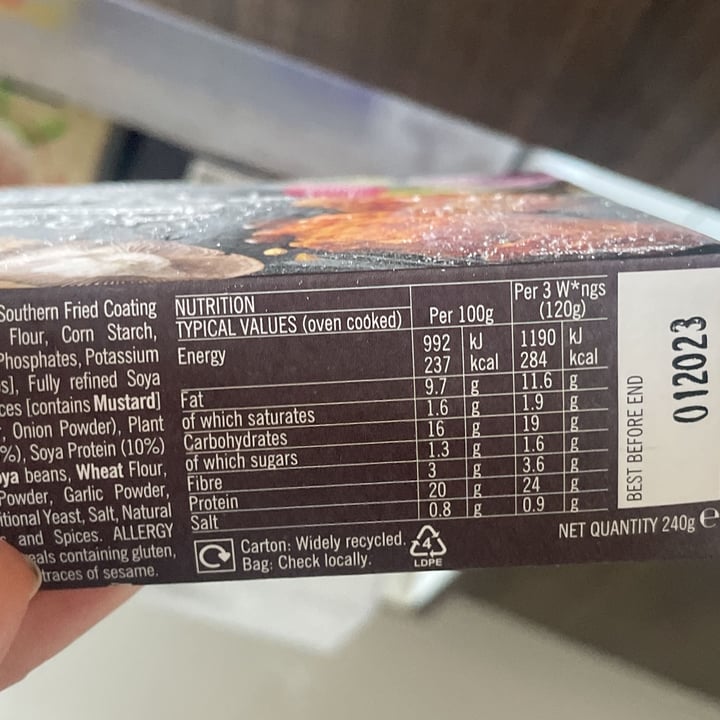 Southern Fried Coating
Flour, Corn Starch,
Phosphates, Potassium
Fully refined Soya
[contains Mustard]
Onion Powder), Plant
Soya Protein (10%)
beans, Wheat Flour,
Powder, Garlic Powder,
Yeast, Salt, Natural
and Spices. ALLERGY
containing gluten,
traces of sesame.
NUTRITION
TYPICAL VALUES (oven cooked) Per 100g Per 3 W*ngs (120g)
Energy 992 kJ 1190 kJ
237 kcal 284 kcal
Fat 9.7 g 11.6 g
of which saturates 1.6 g 1.9 g
Carbohydrates 16 g 19 g
of which sugars 1.3 g 1.6 g
Fibre 3 g 3.6 g
Protein 20 g 24 g
Salt 0.8 g 0.9 g
Carton: Widely recycled.
Bag: Check locally.
4
LDPE
BEST BEFORE END
012023
NET QUANTITY 240g e